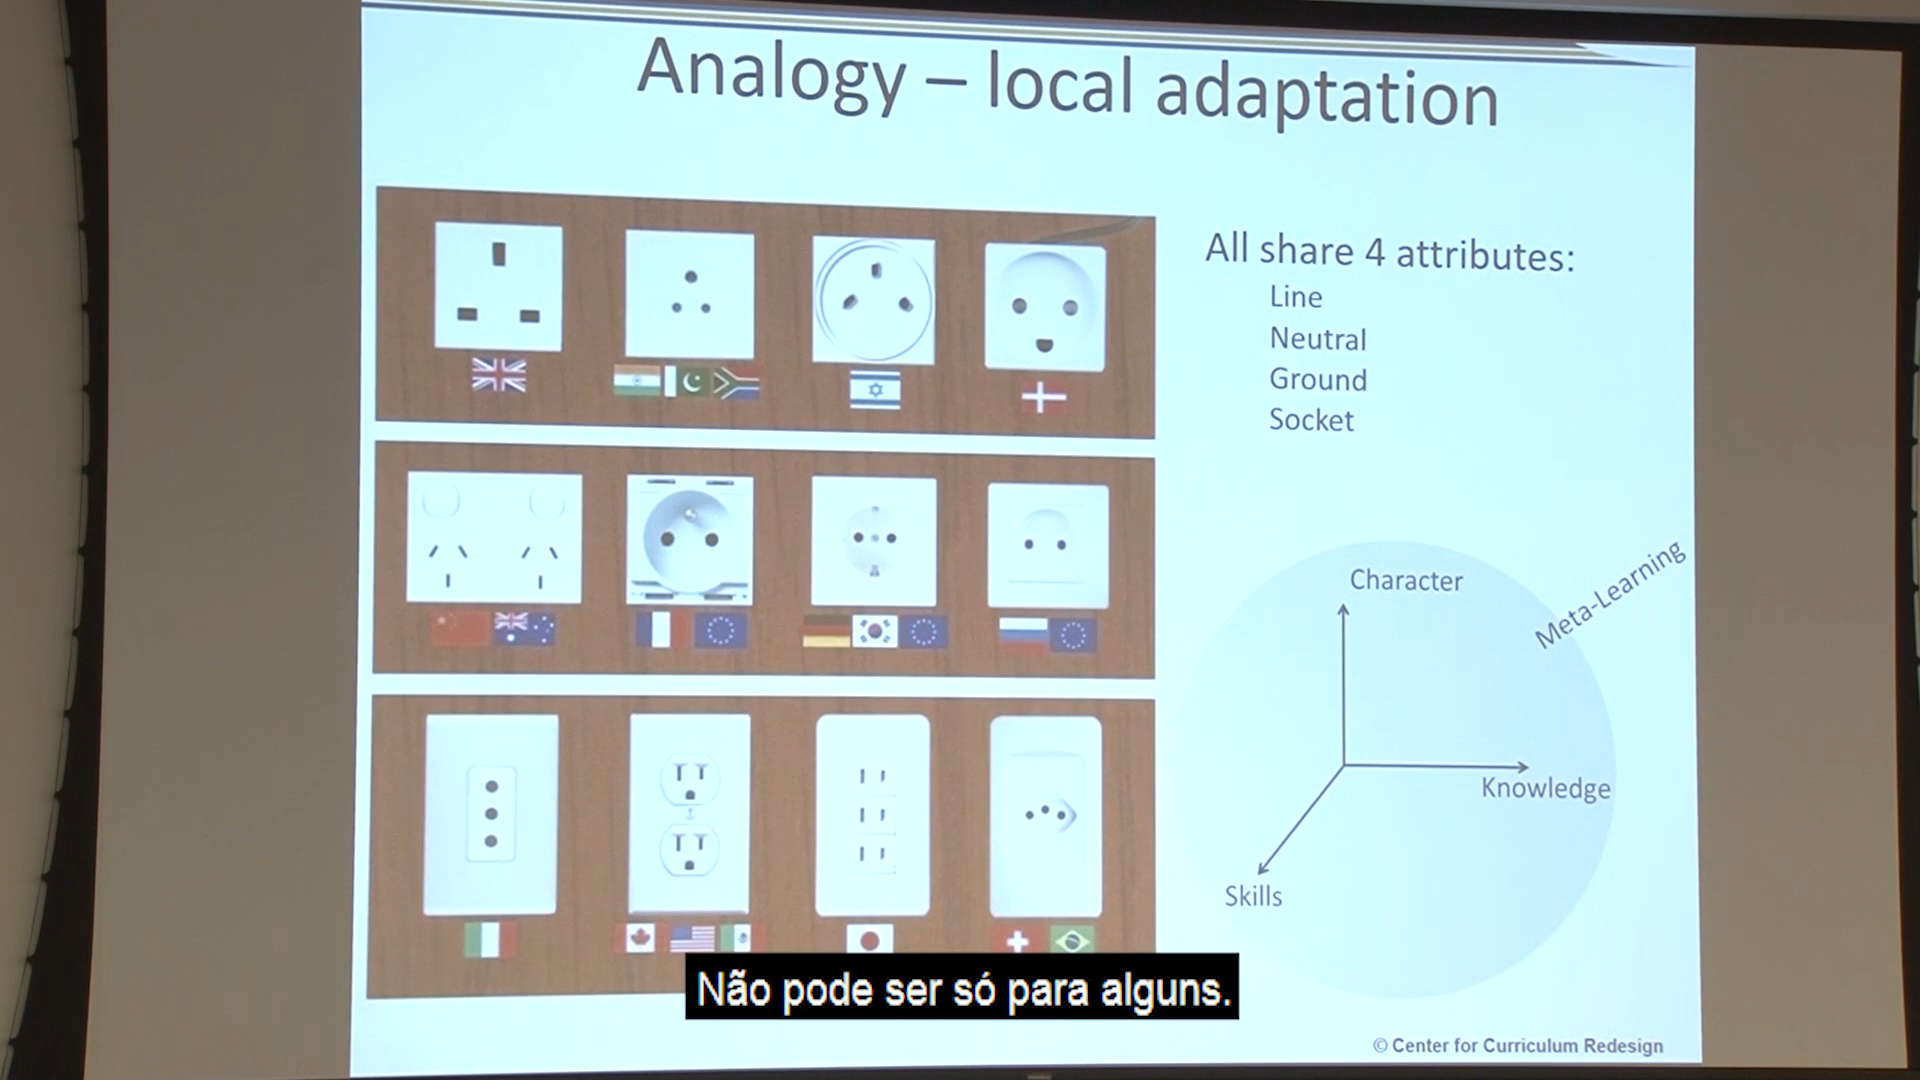 Analogy – local adaptation
All share 4 attributes:
Line
Neutral
Ground
Socket
Character
Meta-Learning
Knowledge
Skills
Não pode ser só para alguns.
© Center for Curriculum Redesign